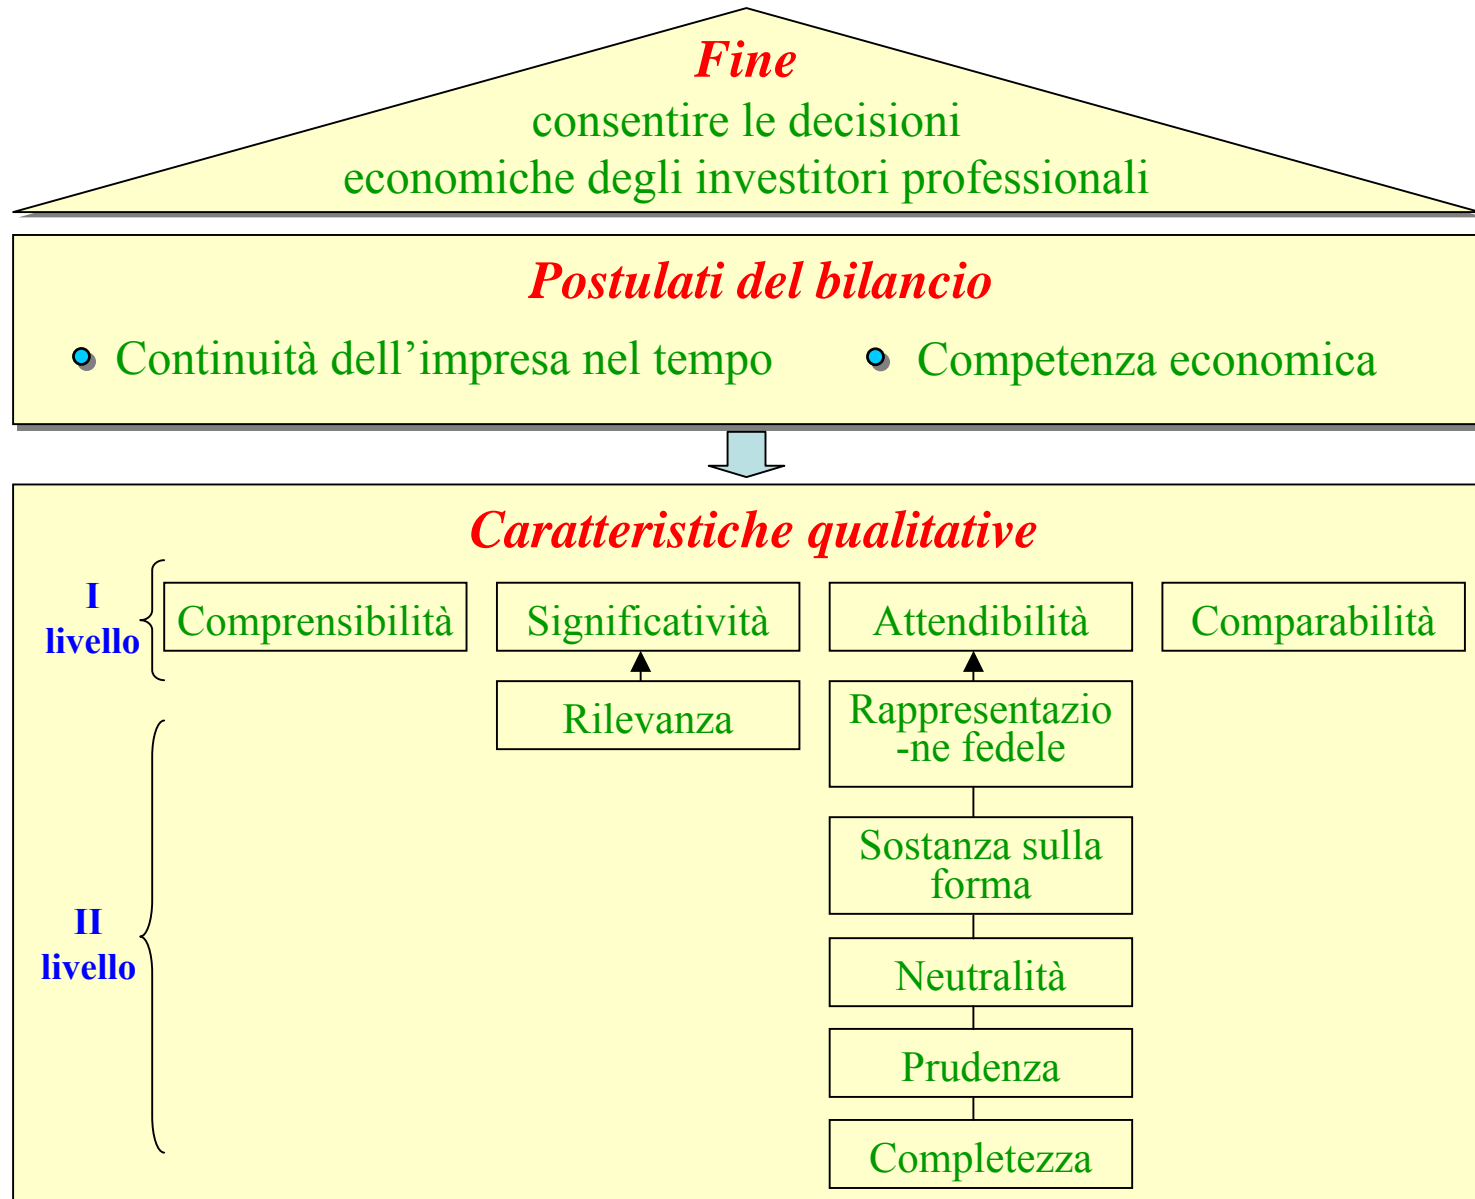 Fine
consentire le decisioni
economiche degli investitori professionali
Postulati del bilancio
Continuità dell’impresa nel tempo
Competenza economica
Caratteristiche qualitative
I
livello
Comprensibilità
Significatività
Attendibilità
Comparabilità
Rilevanza
Rappresentazio
-ne fedele
Sostanza sulla
forma
II
livello
Neutralità
Prudenza
Completezza